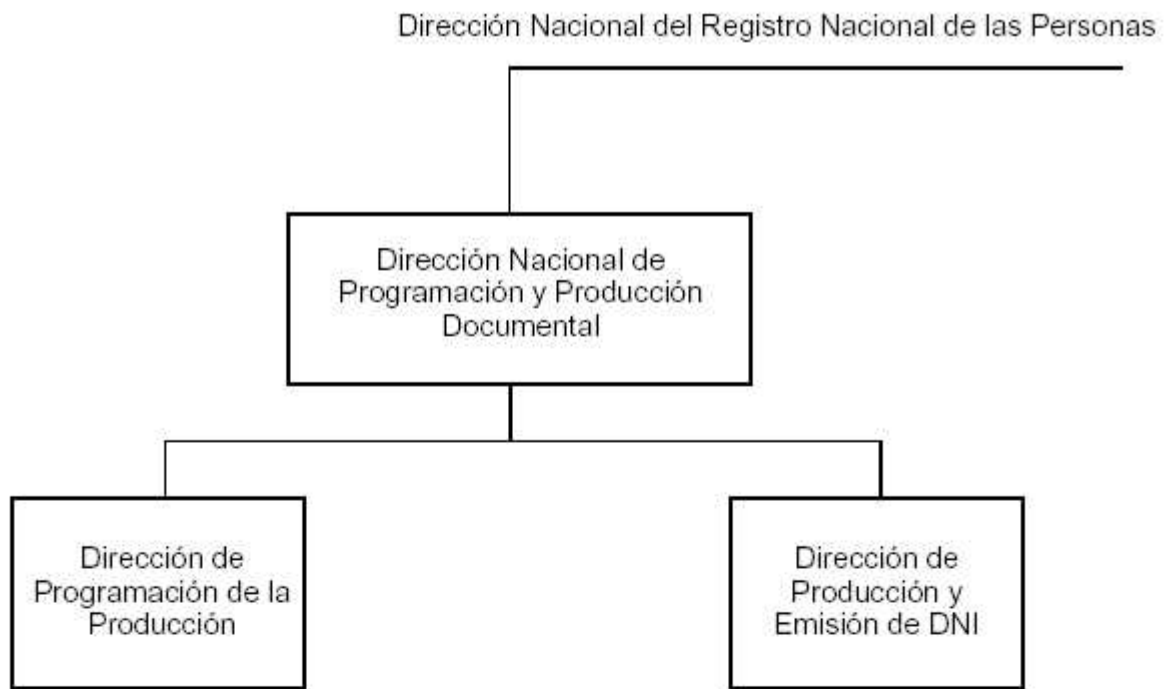 Dirección Nacional del Registro Nacional de las Personas
Dirección Nacional de
Programación y Producción
Documental
Dirección de
Programación de la
Producción
Dirección de
Producción y
Emisión de DNI